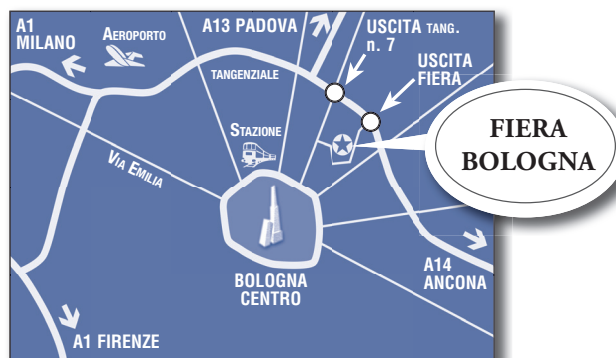 A1
MILANO
AEROPORTO
A13 PADOVA
USCITA TANG.
n. 7
USCITA
FIERA
TANGENZIALE
STAZIONE
VIA EMILIA
FIERA
BOLOGNA
BOLOGNA
CENTRO
A14
ANCONA
A1 FIRENZE